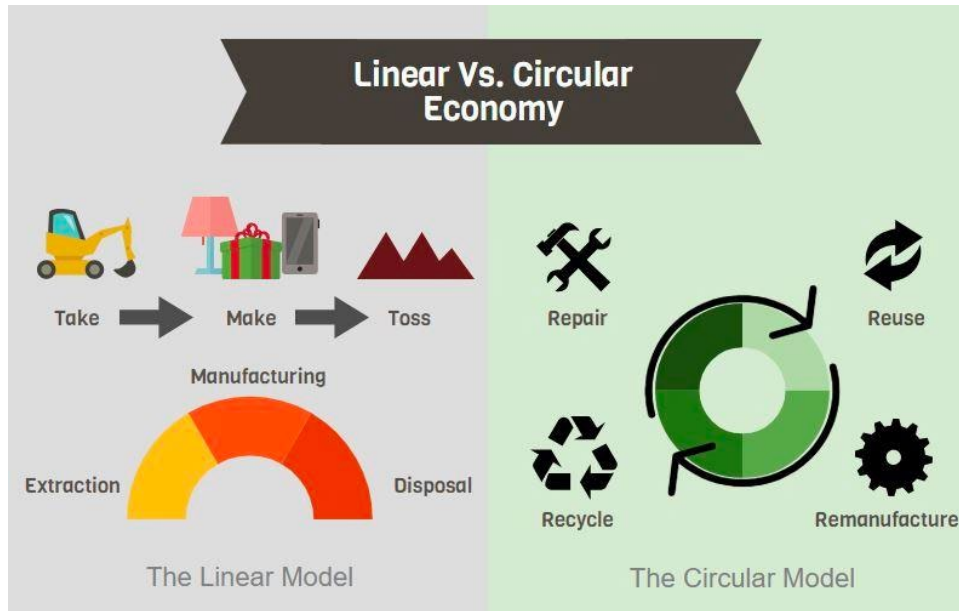 Linear Vs. Circular
Economy
Take
Make
Toss
Manufacturing
Extraction
Disposal
The Linear Model
Repair
Reuse
Recycle
Remanufacture
The Circular Model